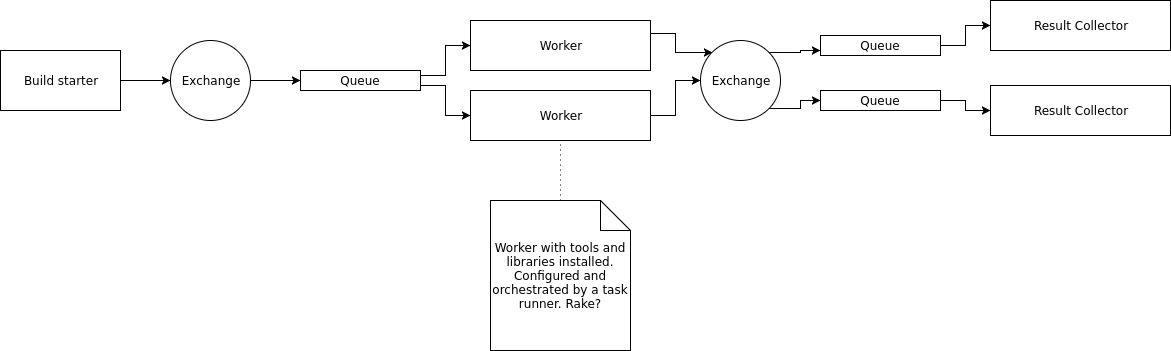 Build starter
Exchange
Queue
Worker
Worker
Exchange
Queue
Queue
Result Collector
Result Collector
Worker with tools and
libraries installed.
Configured and
orchestrated by a task
runner. Rake?